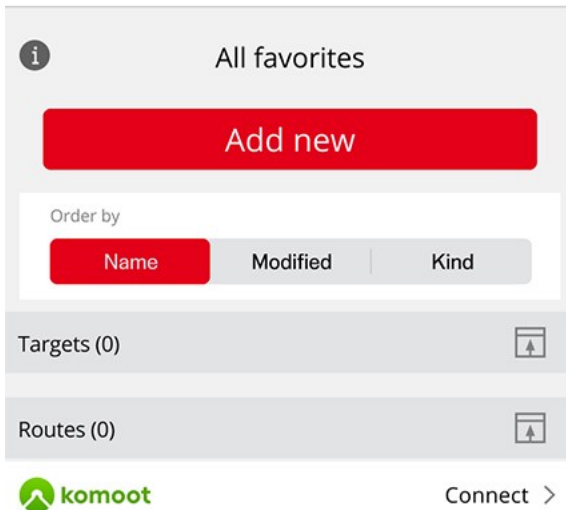 i
All favorites
Add new
Order by
Name Modified Kind
Targets (0)
Routes (0)
komoot Connect >